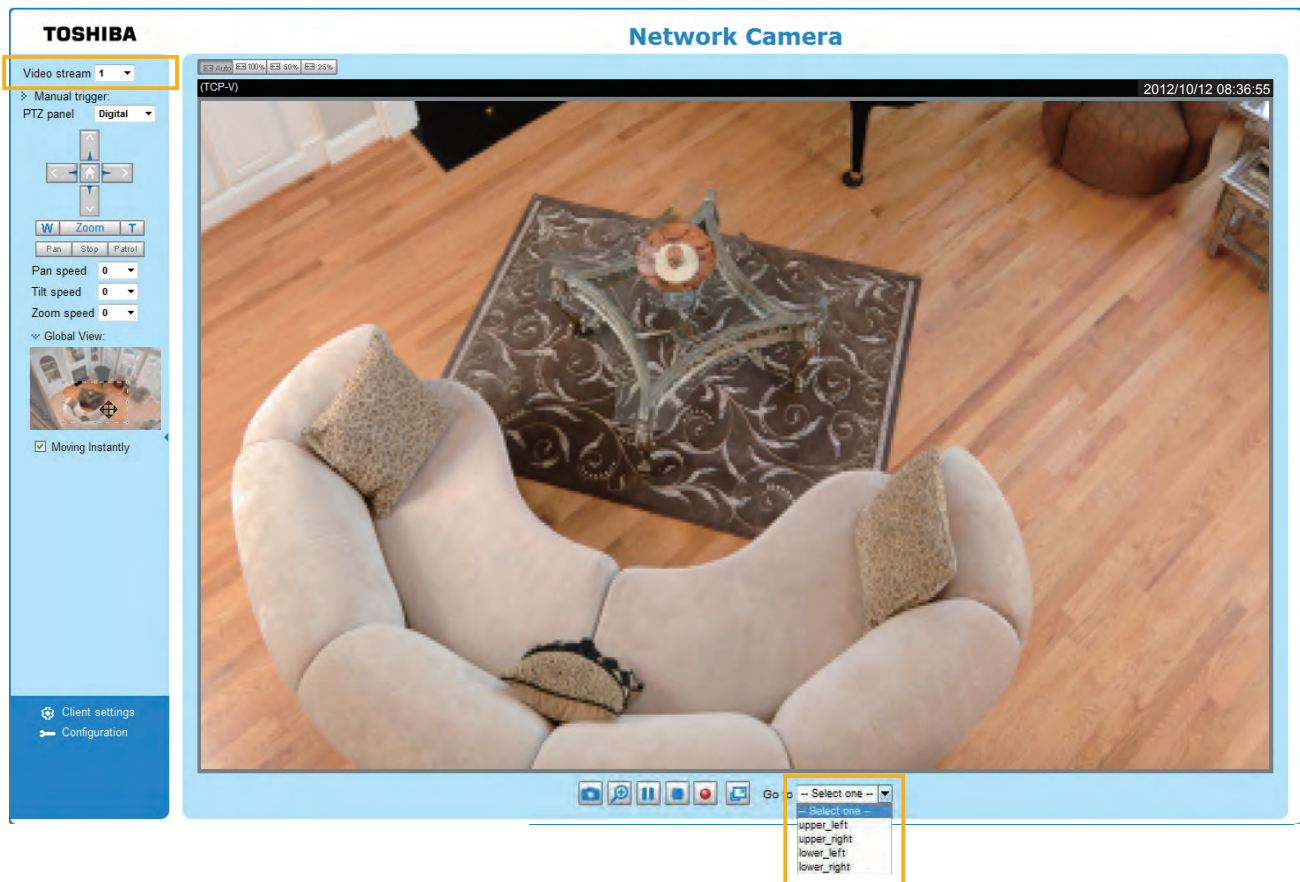 TOSHIBA
Network Camera
Video stream 1
Auto 100% 50% 25%
Manual trigger:
(TCP-V) 2012/10/12 08:36:55
PTZ panel Digital
W Zoom T
Pan Stop Patrol
Pan speed 0
Tilt speed 0
Zoom speed 0
Global View:
Moving Instantly
Client settings
Configuration
Go to -- Select one --
-- Select one --
upper_left
upper_right
lower_left
lower_right